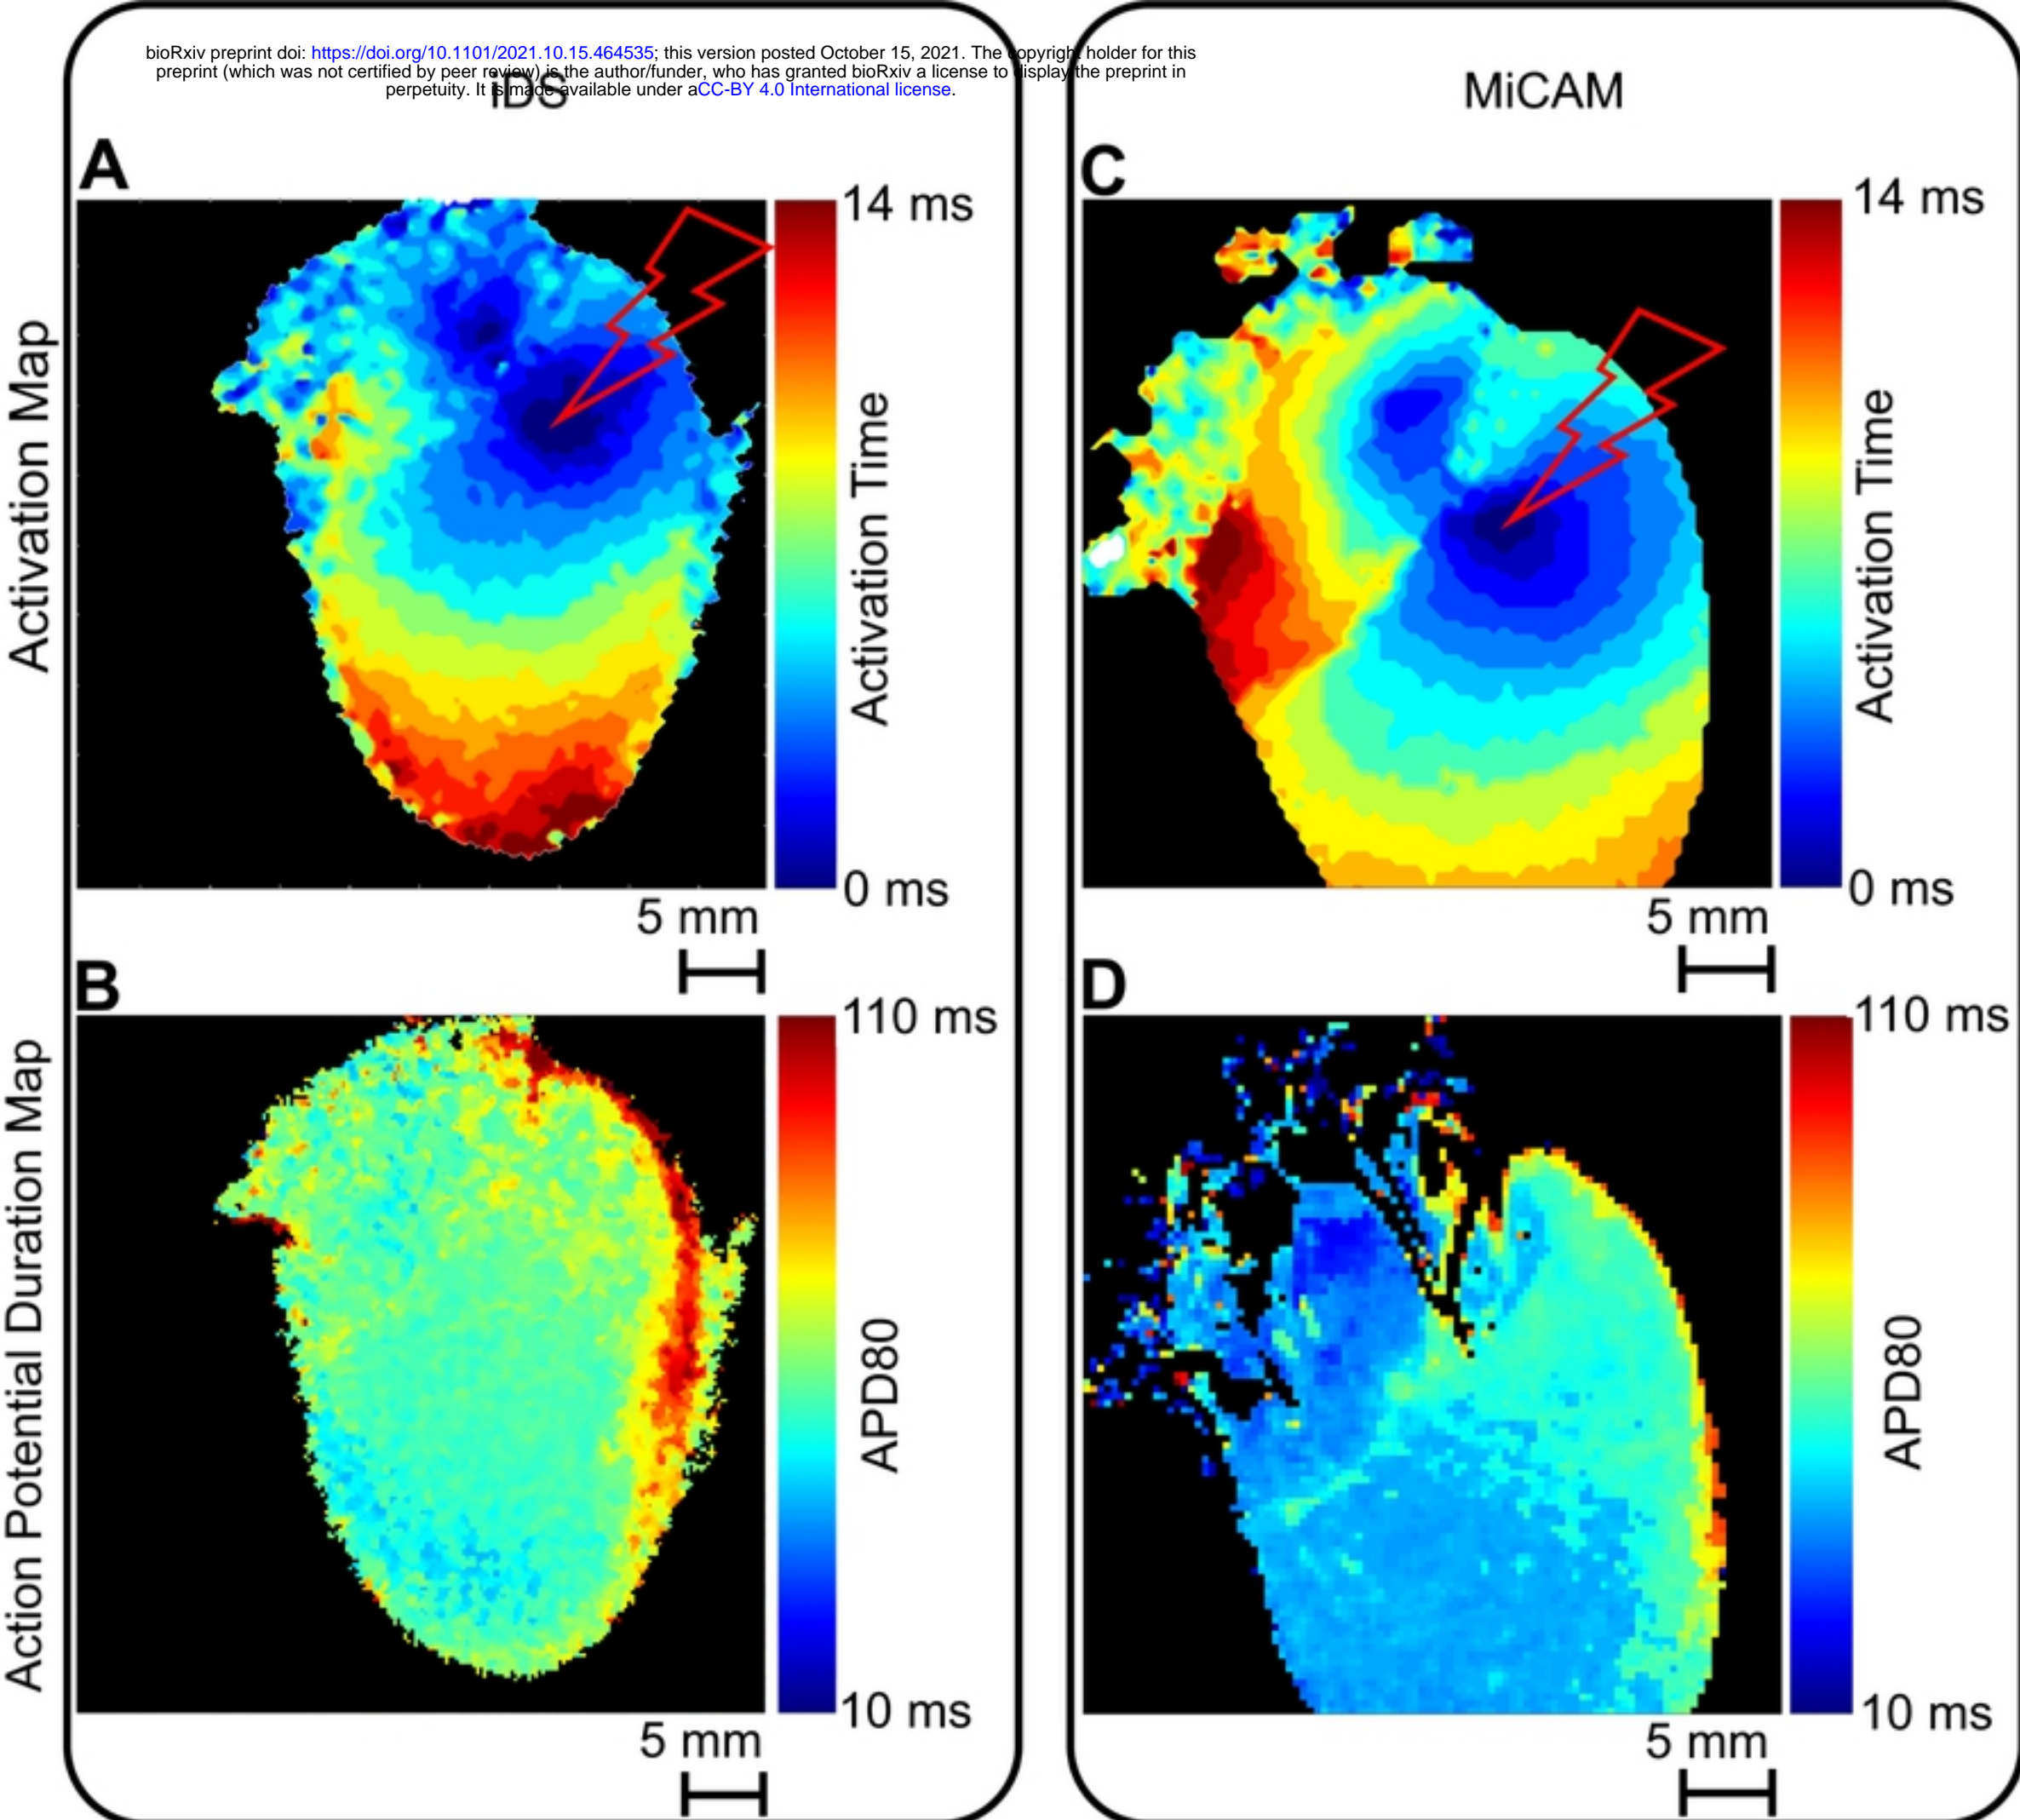 bioRxiv preprint doi: https://doi.org/10.1101/2021.10.15.464535; this version posted October 15, 2021. The copyright holder for this
preprint (which was not certified by peer review) is the author/funder, who has granted bioRxiv a license to display the preprint in
perpetuity. It is made available under aCC-BY 4.0 International license.
iDS
MiCAM
A
14 ms
Activation Map
Activation Time
0 ms
5 mm
C
14 ms
Activation Time
0 ms
5 mm
B
110 ms
Action Potential Duration Map
APD80
10 ms
5 mm
D
110 ms
APD80
10 ms
5 mm